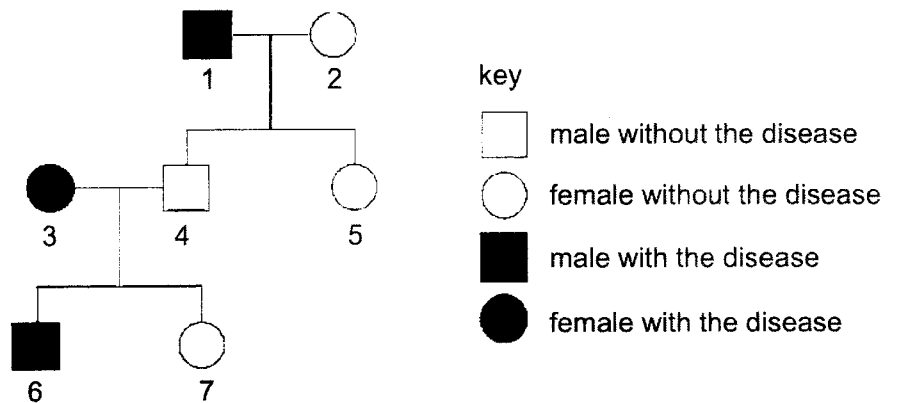 1 2
key
male without the disease
female without the disease
3 4 5
male with the disease
female with the disease
6 7